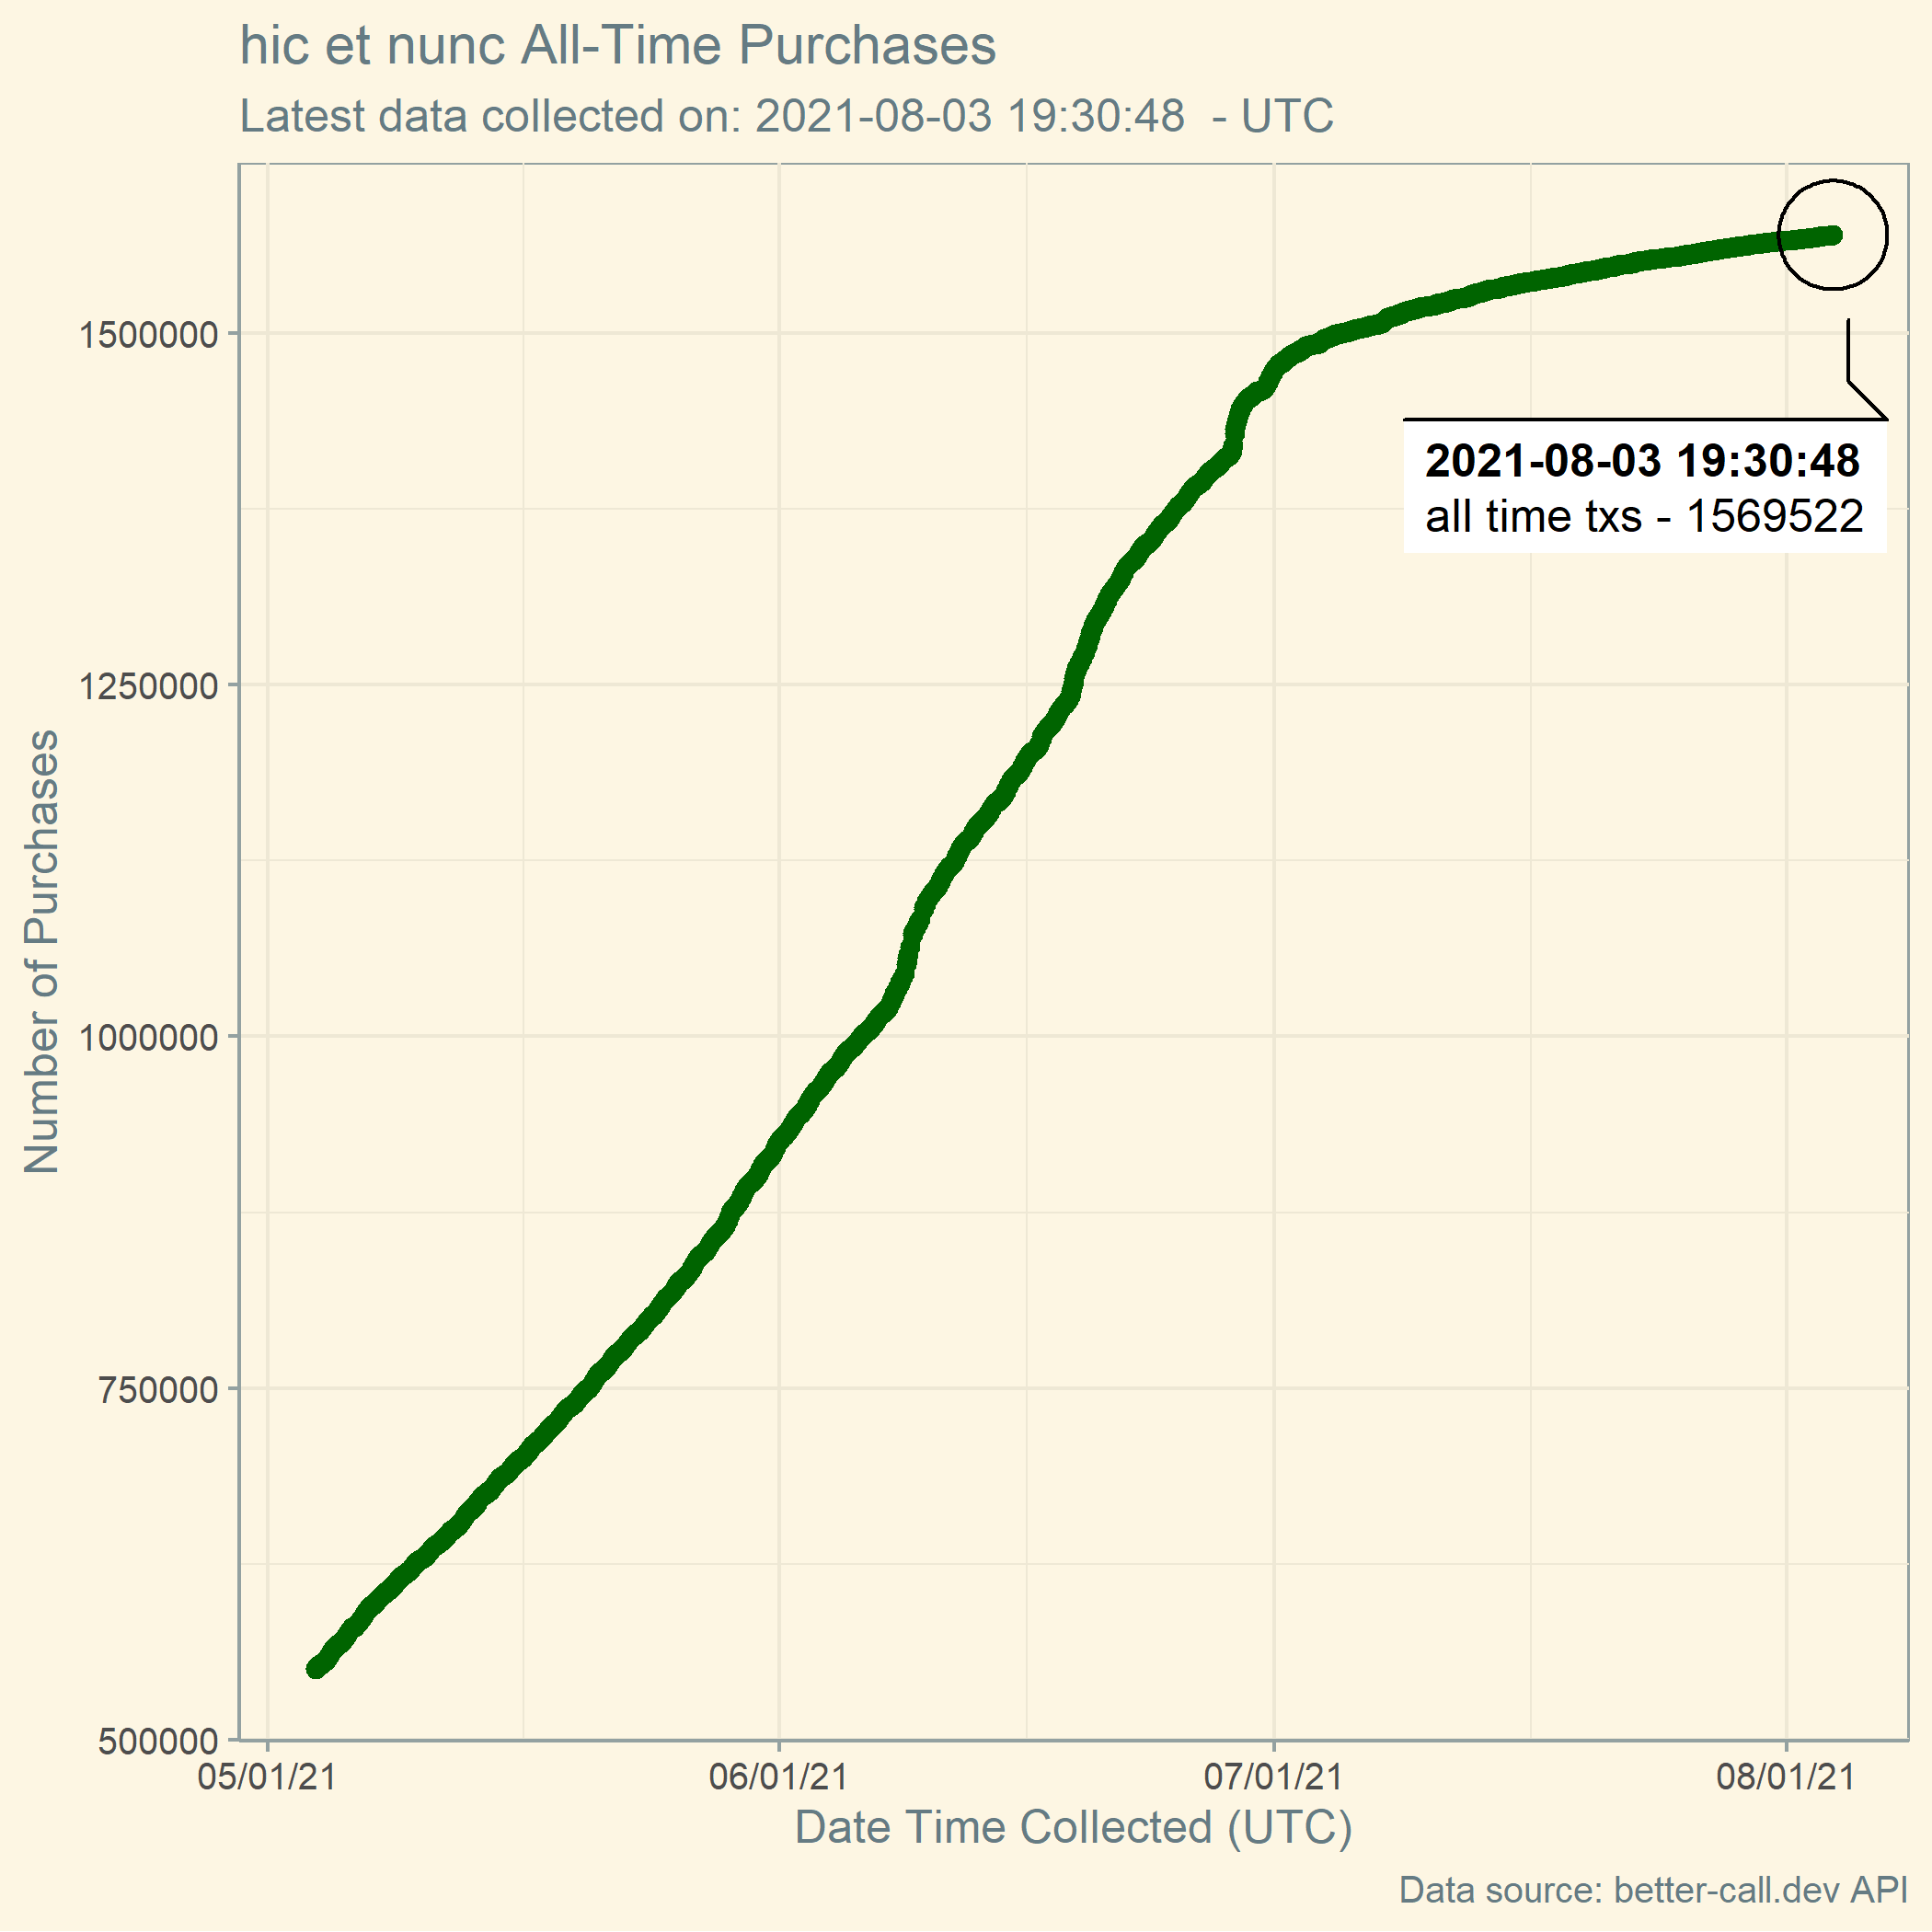 hic et nunc All-Time Purchases
Latest data collected on: 2021-08-03 19:30:48  - UTC
1500000
1250000
1000000
750000
500000
Number of Purchases
2021-08-03 19:30:48
all time txs - 1569522
05/01/21 06/01/21 07/01/21 08/01/21
Date Time Collected (UTC)
Data source: better-call.dev API